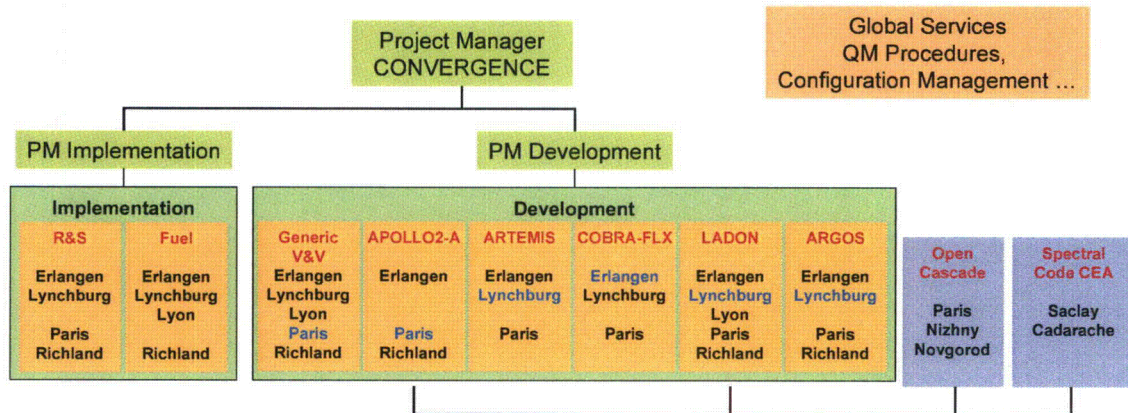 Project Manager
CONVERGENCE
Global Services
QM Procedures,
Configuration Management ...
PM Implementation
PM Development
Implementation
R&S
Erlangen
Lynchburg
Paris
Richland
Fuel
Erlangen
Lynchburg
Lyon
Richland
Development
Generic
V&V
Erlangen
Lynchburg
Lyon
Paris
Richland
APOLLO2-A
Erlangen
Paris
Richland
ARTEMIS
Erlangen
Lynchburg
Paris
COBRA-FLX
Erlangen
Lynchburg
Paris
LADON
Erlangen
Lynchburg
Lyon
Paris
Richland
ARGOS
Erlangen
Lynchburg
Paris
Richland
Open
Cascade
Paris
Nizhny
Novgorod
Spectral
Code CEA
Saclay
Cadarache